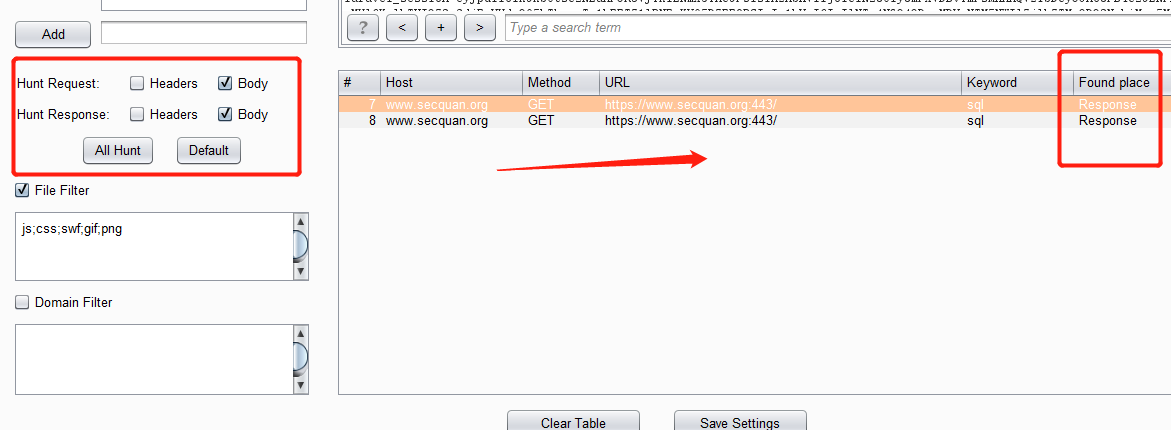 Add
? < + > Type a search term
Hunt Request: Headers Body
Hunt Response: Headers Body
All Hunt Default
File Filter
js;css;swf;gif;png
Domain Filter
# Host Method URL Keyword Found place
7 www.secquan.org GET https://www.secquan.org:443/ sql Response
8 www.secquan.org GET https://www.secquan.org:443/ sql Response
Clear Table Save Settings